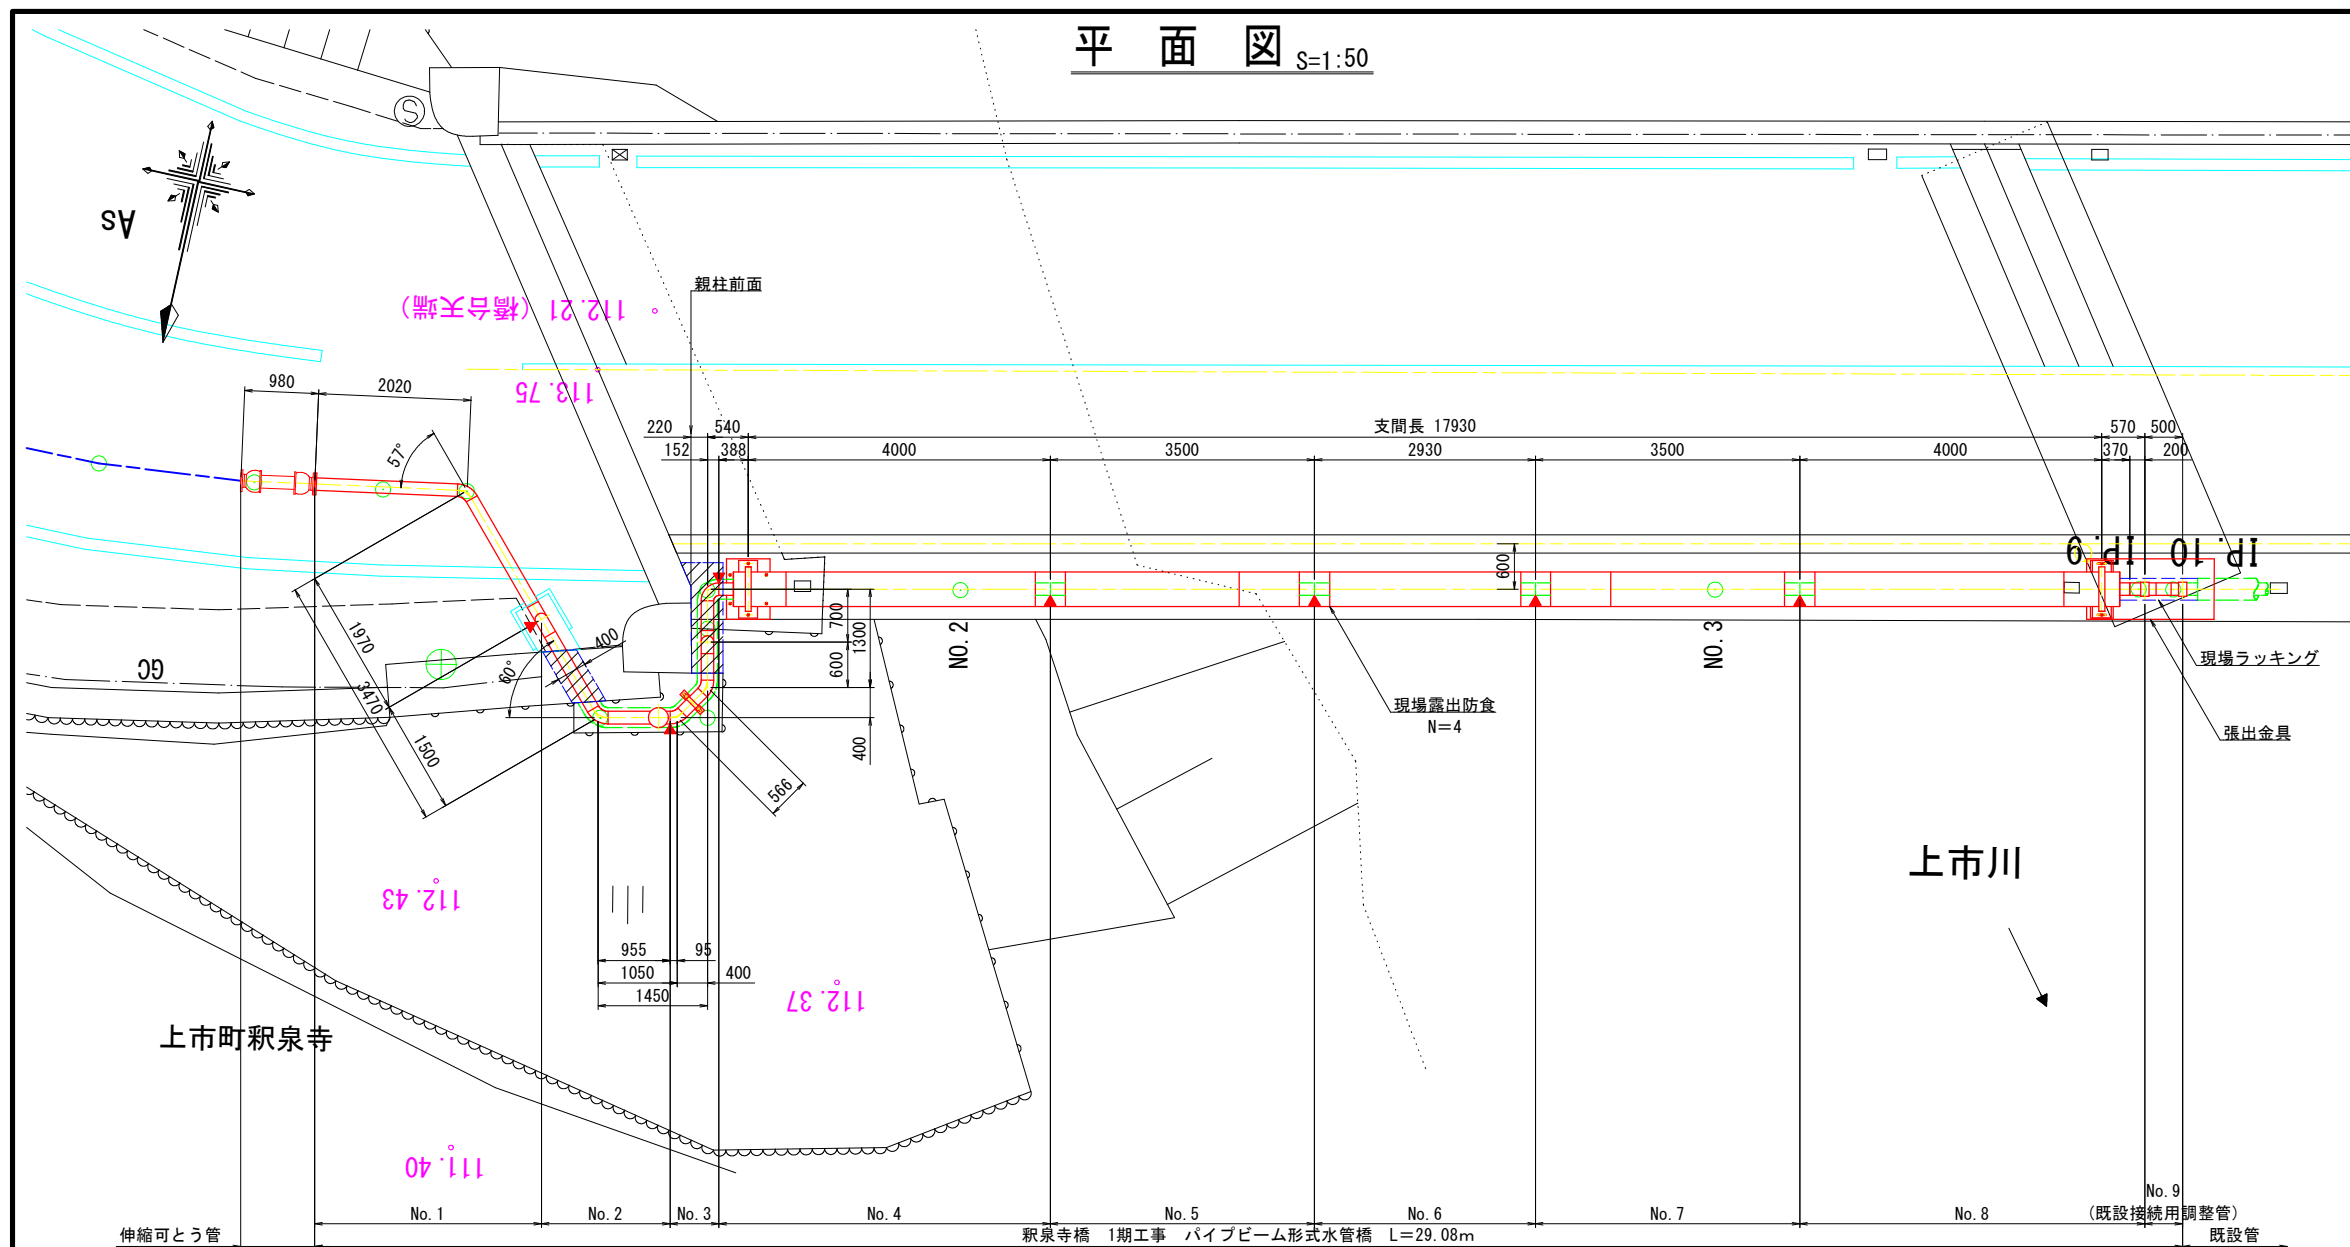 平 面 図 S=1:50
S
As
親柱前面
112.21 (橋台天端)
113.75
980
2020
57°
220
540
支間長 17930
570
500
152
388
4000
3500
2930
3500
4000
370
200
600
IP.9
IP.10
NO.2
NO.3
700
1300
600
400
400
60°
1970
3470
1500
GC
566
現場露出防食
N=4
現場ラッキング
張出金具
上市川
112.43
955
95
1050
400
1450
112.37
上市町釈泉寺
111.40
No.1
No.2
No.3
No.4
No.5
No.6
No.7
No.8
No.9
(既設接続用調整管)
伸縮可とう管
釈泉寺橋 1期工事 パイプビーム形式水管橋 L=29.08m
既設管